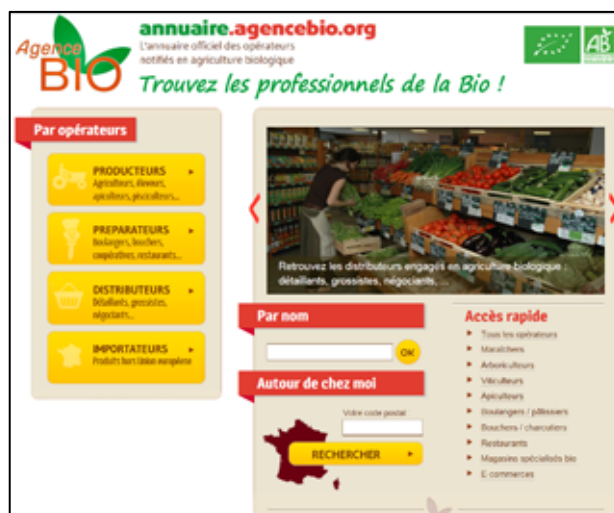 Agence
BIO
annuaire.agencebio.org
L'annuaire officiel des opérateurs
notifiés en agriculture biologique
Trouvez les professionnels de la Bio !
AB
Par opérateurs
PRODUCTEURS
Agriculteurs, éleveurs,
apiculteurs, pisciculteurs...
PREPARATEURS
Boulangers, bouchers,
coopératives, restaurants...
DISTRIBUTEURS
Détaillants, grossistes,
négociants...
IMPORTATEURS
Produits hors Union européene
Retrouvez les distributeurs engagés en agriculture biologique :
détaillants, grossistes, négociants, ...
Par nom
OK
Autour de chez moi
Votre code postal
RECHERCHER
Accès rapide
Tous les opérateurs
Maraîchers
Arboriculteurs
Viticulteurs
Apiculteurs
Boulangers / pâtissiers
Bouchers / charcutiers
Restaurants
Magasins spécialisés bio
E-commerces